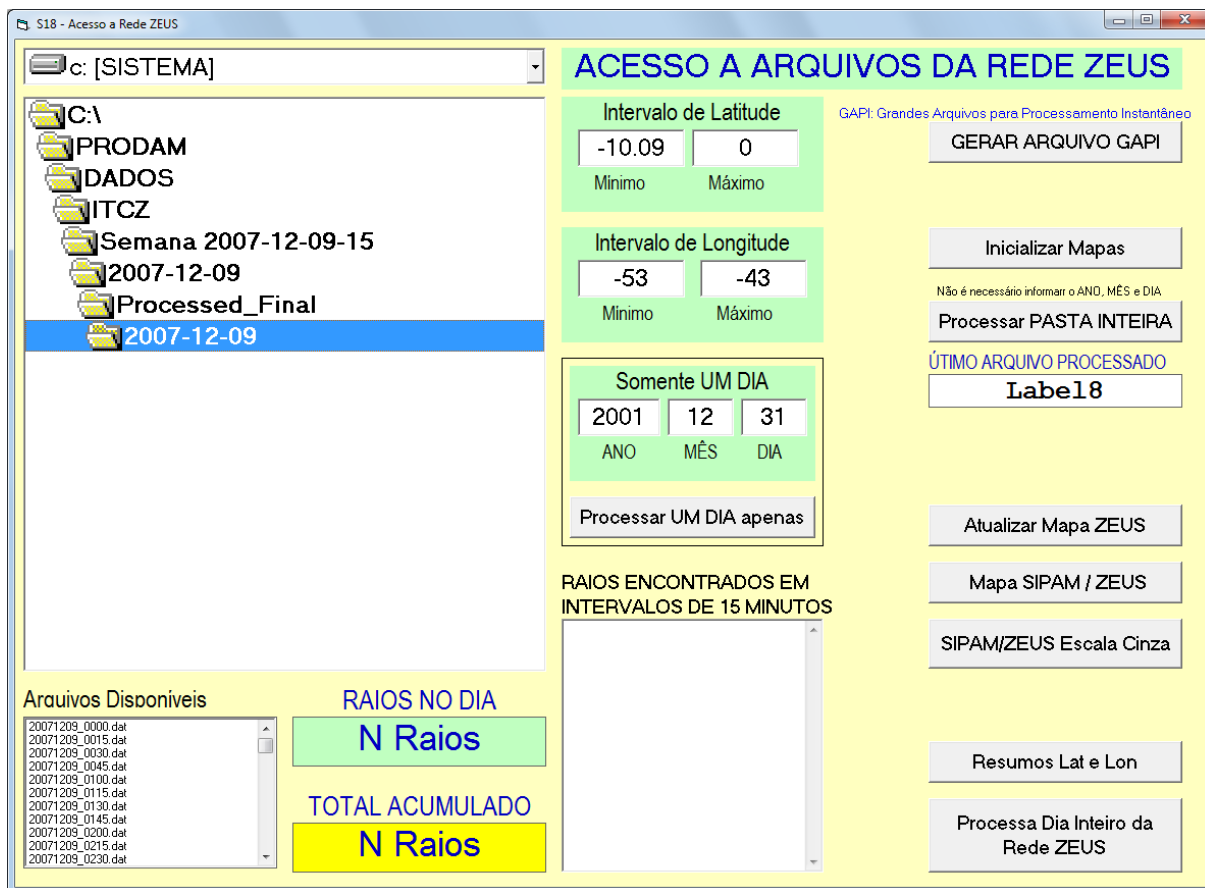 S18 - Acesso a Rede ZEUS
c: [SISTEMA]
C:\
PRODAM
DADOS
ITCZ
Semana 2007-12-09-15
2007-12-09
Processed_Final
2007-12-09
Arquivos Disponíveis
20071209_0000.dat
20071209_0015.dat
20071209_0030.dat
20071209_0045.dat
20071209_0100.dat
20071209_0115.dat
20071209_0130.dat
20071209_0145.dat
20071209_0200.dat
20071209_0215.dat
20071209_0230.dat
RAIOS NO DIA
N Raios
TOTAL ACUMULADO
N Raios
ACESSO A ARQUIVOS DA REDE ZEUS
Intervalo de Latitude
-10.09 0
Mínimo Máximo
Intervalo de Longitude
-53 -43
Mínimo Máximo
Somente UM DIA
2001 12 31
ANO MÊS DIA
Processar UM DIA apenas
RAIOS ENCONTRADOS EM
INTERVALOS DE 15 MINUTOS
GAPI: Grandes Arquivos para Processamento Instantâneo
GERAR ARQUIVO GAPI
Inicializar Mapas
Não é necessário informarr o ANO, MÊS e DIA
Processar PASTA INTEIRA
ÚTIMO ARQUIVO PROCESSADO
Label8
Atualizar Mapa ZEUS
Mapa SIPAM / ZEUS
SIPAM/ZEUS Escala Cinza
Resumos Lat e Lon
Processa Dia Inteiro da
Rede ZEUS